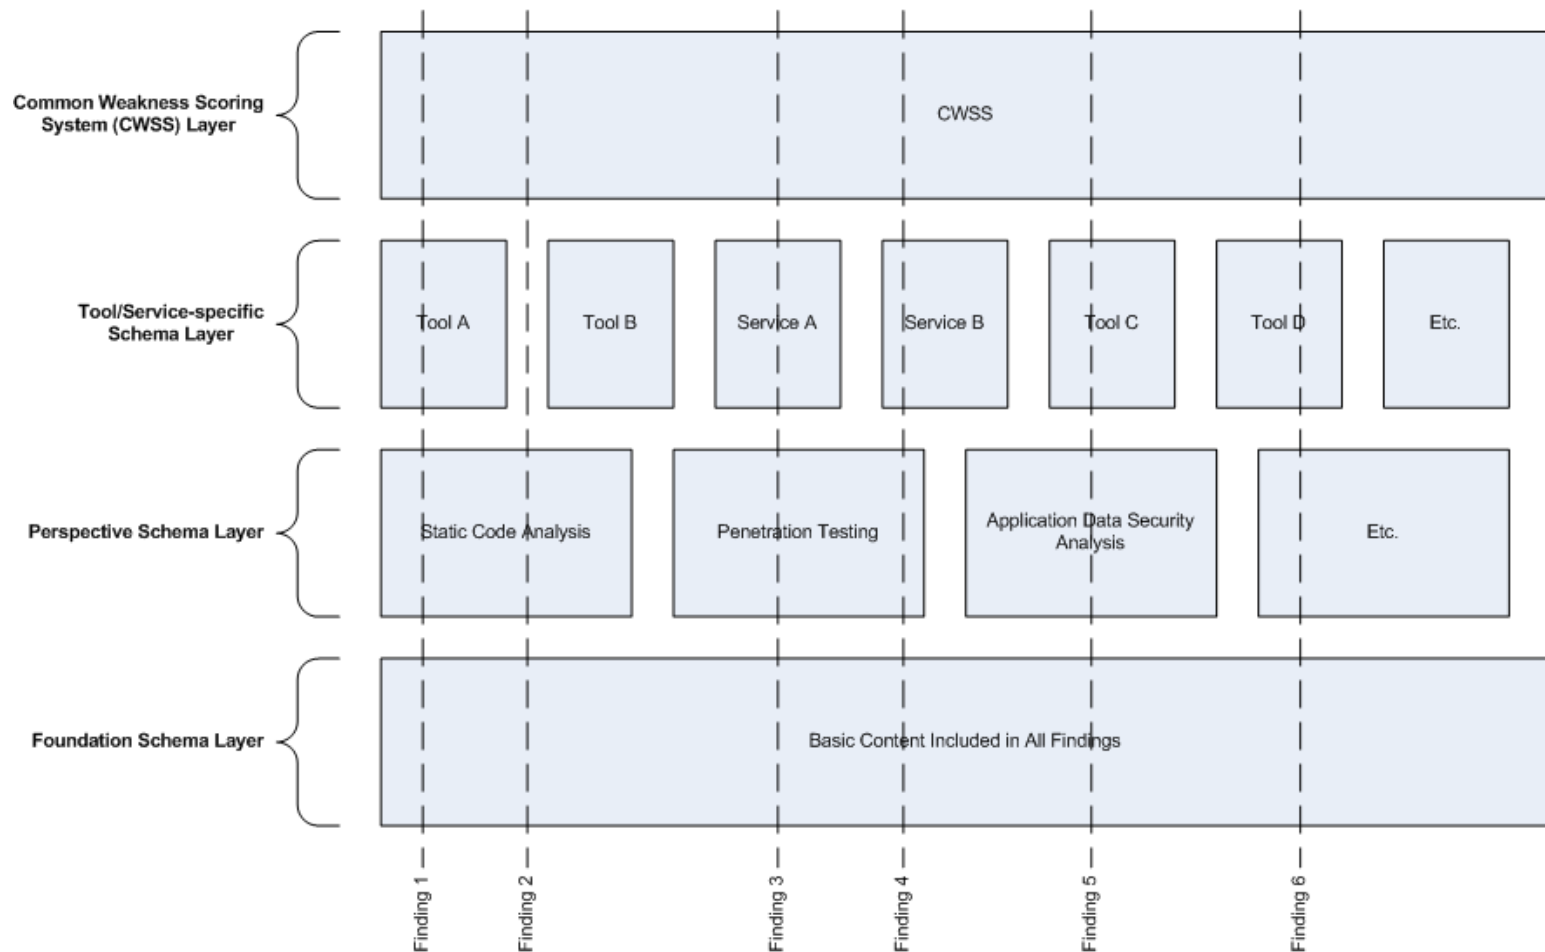 Common Weakness Scoring
System (CWSS) Layer
CWSS
Tool/Service-specific
Schema Layer
Tool A
Tool B
Service A
Service B
Tool C
Tool D
Etc.
Perspective Schema Layer
Static Code Analysis
Penetration Testing
Application Data Security
Analysis
Etc.
Foundation Schema Layer
Basic Content Included in All Findings
Finding 1
Finding 2
Finding 3
Finding 4
Finding 5
Finding 6